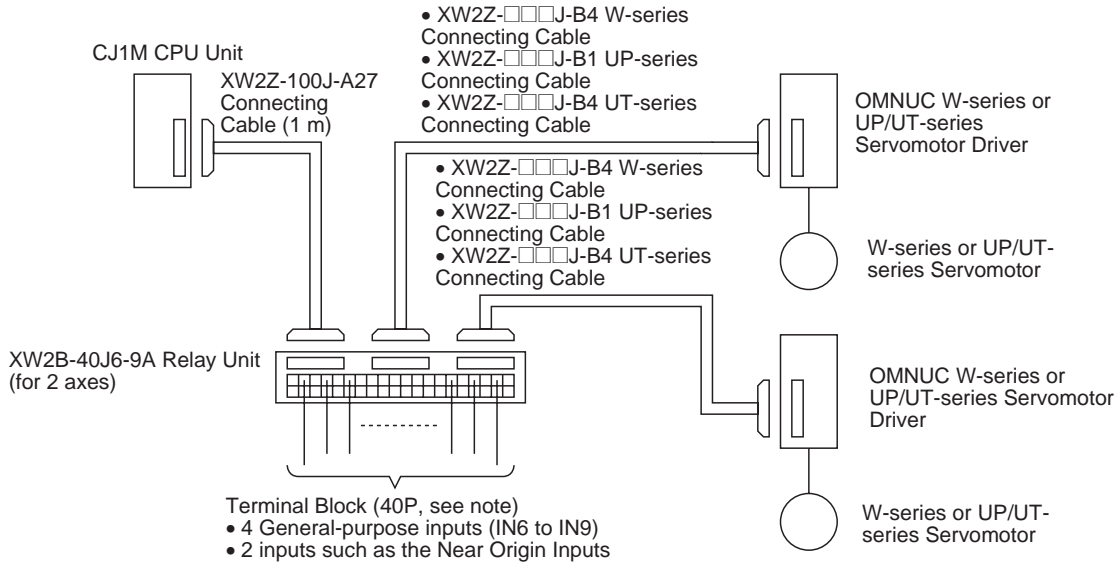 CJ1M CPU Unit
XW2Z-100J-A27
Connecting
Cable (1 m)
• XW2Z-□□□J-B4 W-series
Connecting Cable
• XW2Z-□□□J-B1 UP-series
Connecting Cable
• XW2Z-□□□J-B4 UT-series
Connecting Cable
OMNUC W-series or
UP/UT-series
Servomotor Driver
• XW2Z-□□□J-B4 W-series
Connecting Cable
• XW2Z-□□□J-B1 UP-series
Connecting Cable
• XW2Z-□□□J-B4 UT-series
Connecting Cable
W-series or UP/UT-
series Servomotor
XW2B-40J6-9A Relay Unit
(for 2 axes)
OMNUC W-series or
UP/UT-series Servomotor
Driver
Terminal Block (40P, see note)
• 4 General-purpose inputs (IN6 to IN9)
• 2 inputs such as the Near Origin Inputs
W-series or UP/UT-
series Servomotor